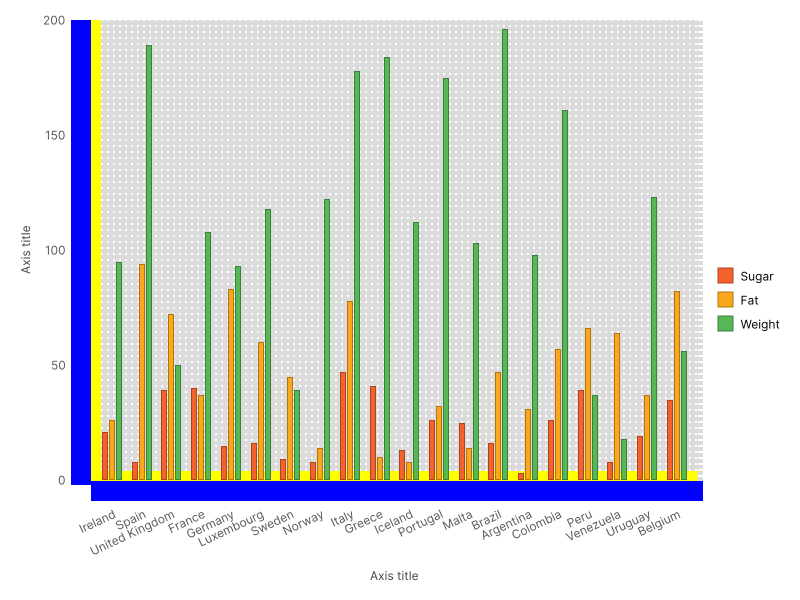 200
150
100
50
0
Axis title
Ireland
Spain
United Kingdom
France
Germany
Luxembourg
Sweden
Norway
Italy
Greece
Iceland
Portugal
Malta
Brazil
Argentina
Colombia
Peru
Venezuela
Uruguay
Belgium
Axis title
Sugar
Fat
Weight